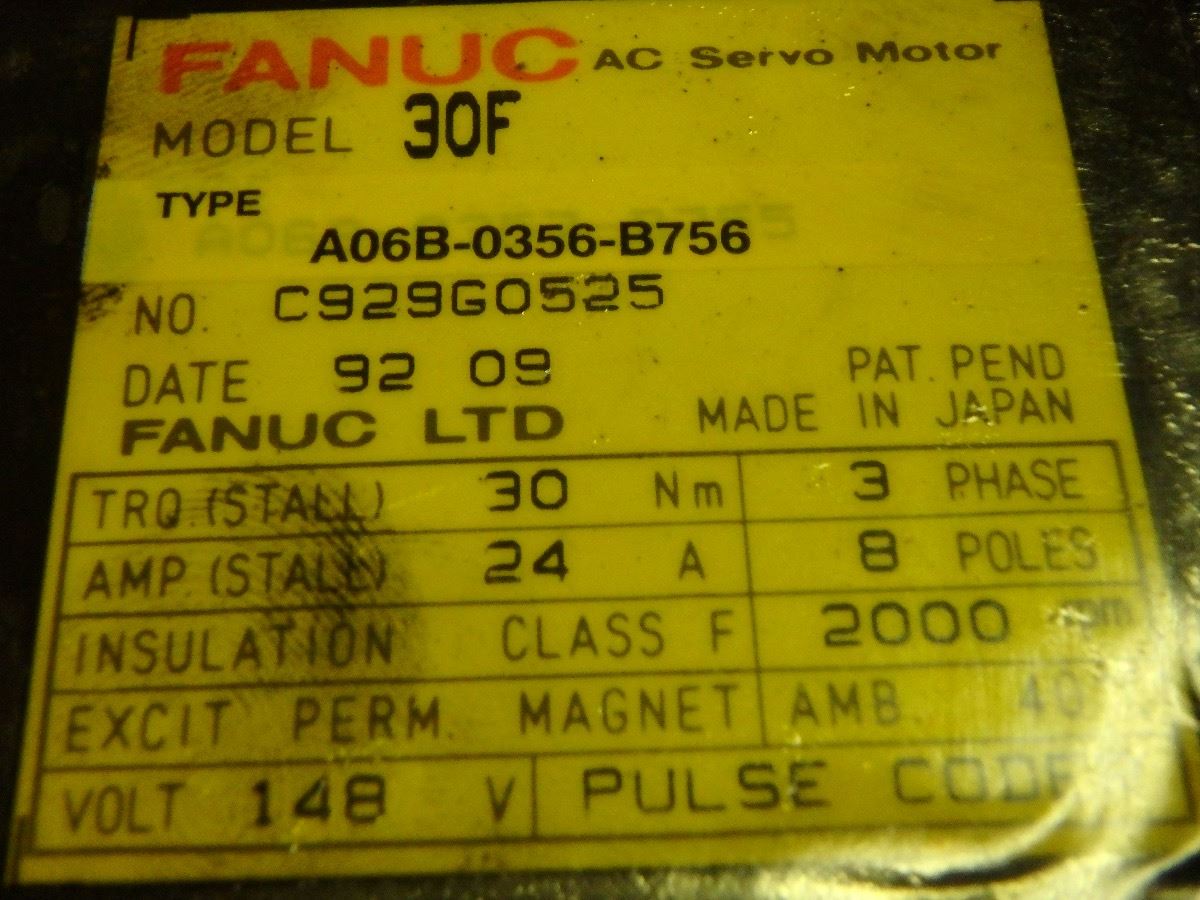 FANUC AC Servo Motor
MODEL 30F
TYPE
A06B-0356-B756
NO. C929G0525
DATE 92 09
PAT. PEND
FANUC LTD
MADE IN JAPAN
TRQ.(STALL) 30 Nm 3 PHASE
AMP.(STALL) 24 A 8 POLES
INSULATION CLASS F 2000 rpm
EXCIT PERM. MAGNET AMB. 40
VOLT 148 V PULSE